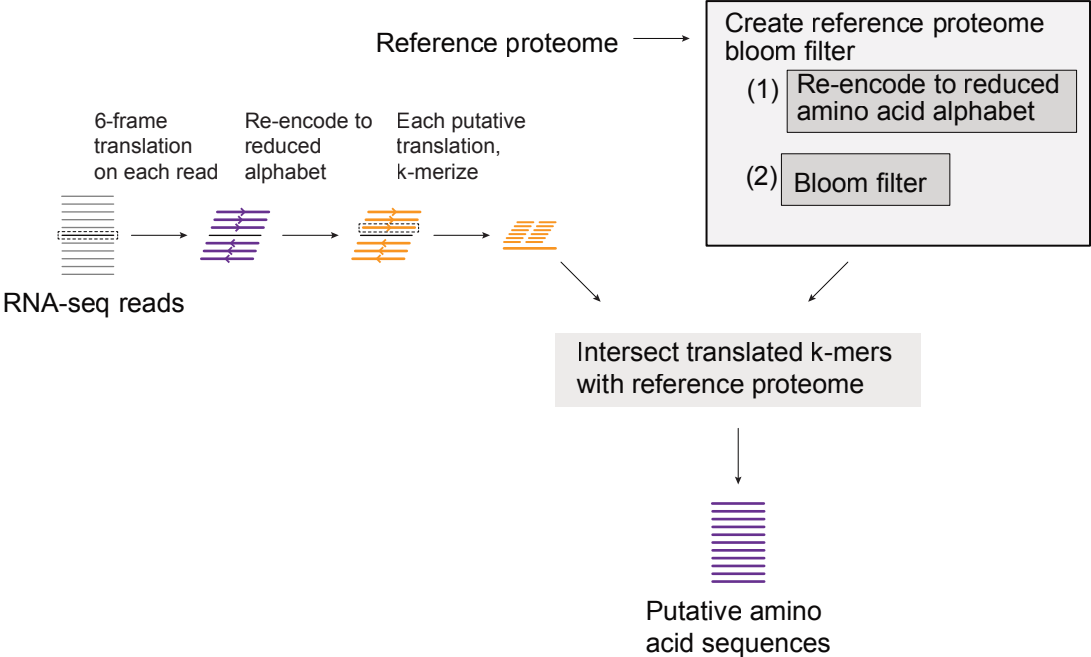 Reference proteome
Create reference proteome
bloom filter
(1)
Re-encode to reduced
amino acid alphabet
(2)
Bloom filter
6-frame
translation
on each read
Re-encode to
reduced
alphabet
Each putative
translation,
k-merize
RNA-seq reads
Intersect translated k-mers
with reference proteome
Putative amino
acid sequences